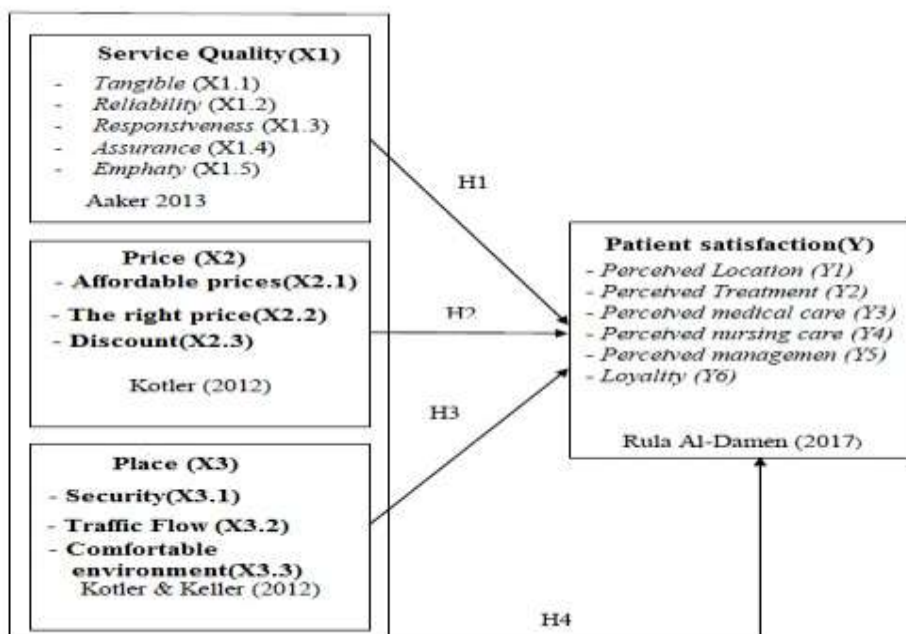 Service Quality(X1)
- Tangible (X1.1)
- Reliability (X1.2)
- Responsiveness (X1.3)
- Assurance (X1.4)
- Emphaty (X1.5)
Aaker 2013
H1
Price (X2)
- Affordable prices(X2.1)
- The right price(X2.2)
- Discount(X2.3)
Kotler (2012)
H2
Patient satisfaction(Y)
- Perceived Location (Y1)
- Perceived Treatment (Y2)
- Perceived medical care (Y3)
- Perceived nursing care (Y4)
- Perceived managemen (Y5)
- Loyality (Y6)
Rula Al-Damen (2017)
H3
Place (X3)
- Security(X3.1)
- Traffic Flow (X3.2)
- Comfortable
environment(X3.3)
Kotler & Keller (2012)
H4